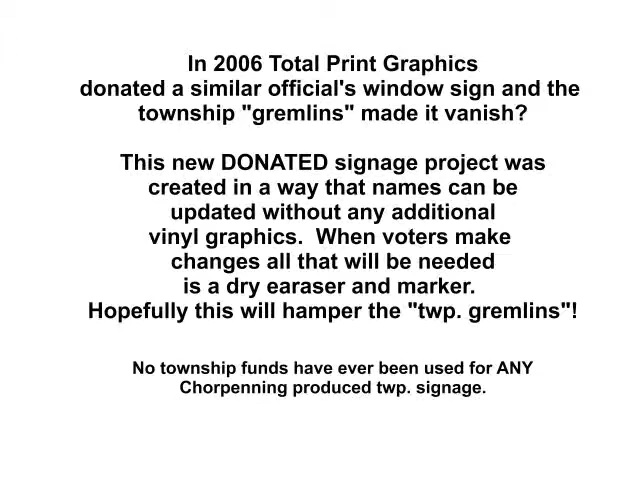 In 2006 Total Print Graphics
donated a similar official's window sign and the
township "gremlins" made it vanish?
This new DONATED signage project was
created in a way that names can be
updated without any additional
vinyl graphics.  When voters make
changes all that will be needed
is a dry earaser and marker.
Hopefully this will hamper the "twp. gremlins"!
No township funds have ever been used for ANY
Chorpenning produced twp. signage.